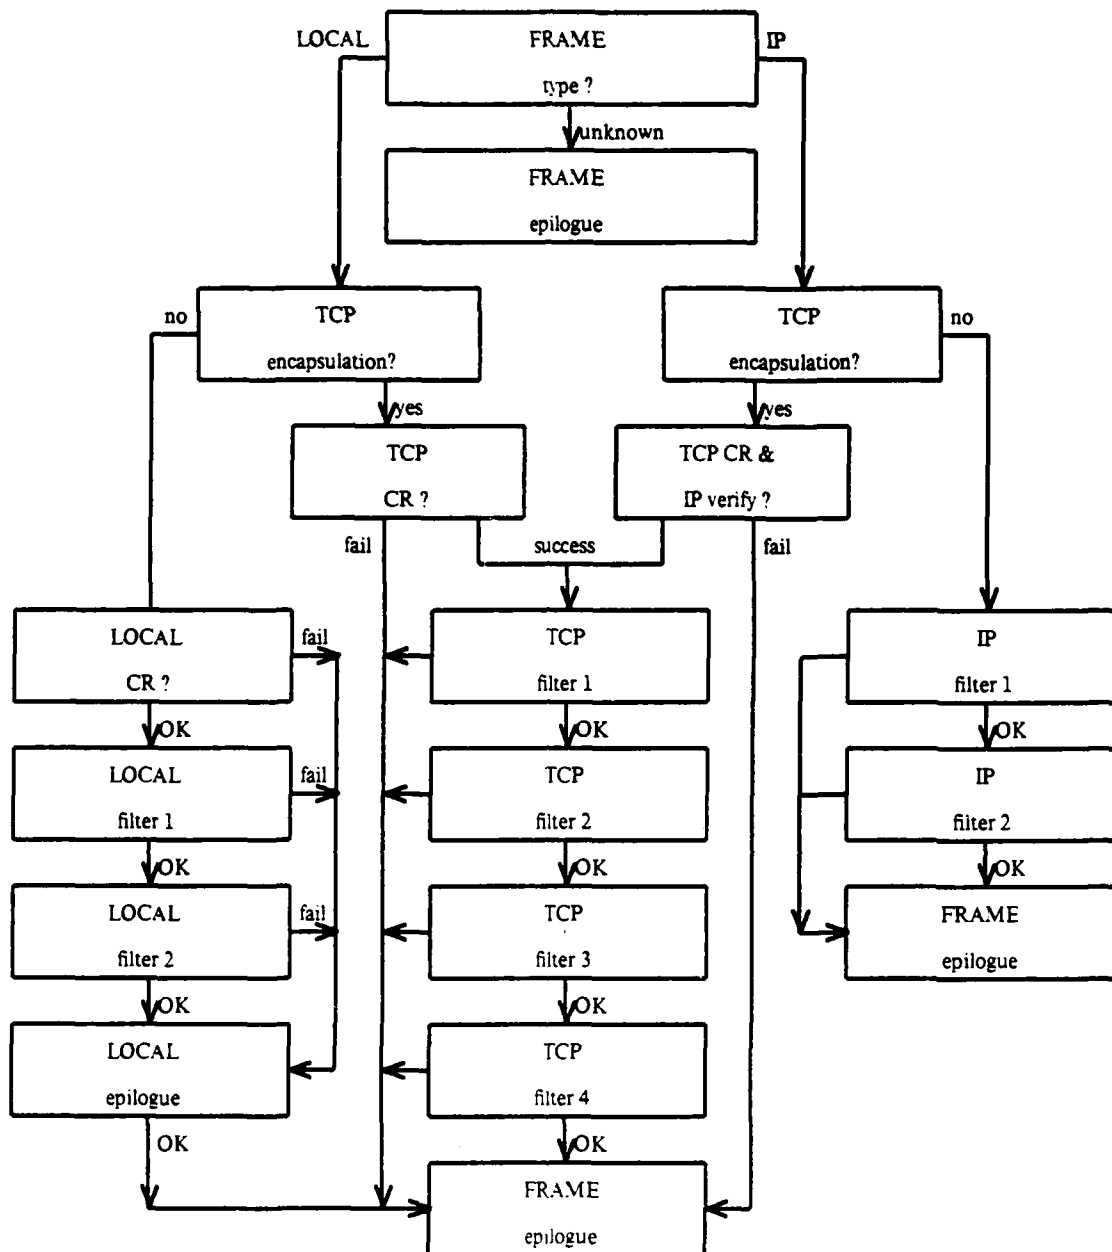 LOCAL
FRAME
type ?
IP
unknown
FRAME
epilogue
no
TCP
encapsulation?
TCP
encapsulation?
no
yes
yes
TCP
CR ?
TCP CR &
IP verify ?
fail
success
fail
LOCAL
CR ?
fail
TCP
filter 1
IP
filter 1
OK
OK
OK
LOCAL
filter 1
fail
TCP
filter 2
IP
filter 2
OK
OK
OK
LOCAL
filter 2
fail
TCP
filter 3
FRAME
epilogue
OK
OK
LOCAL
epilogue
TCP
filter 4
OK
OK
FRAME
epilogue